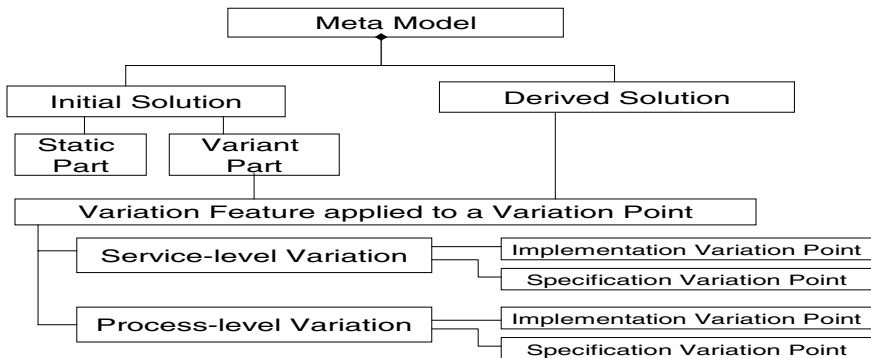 Meta Model
Initial Solution
Derived Solution
Static
Part
Variant
Part
Variation Feature applied to a Variation Point
Service-level Variation
Implementation Variation Point
Specification Variation Point
Process-level Variation
Implementation Variation Point
Specification Variation Point